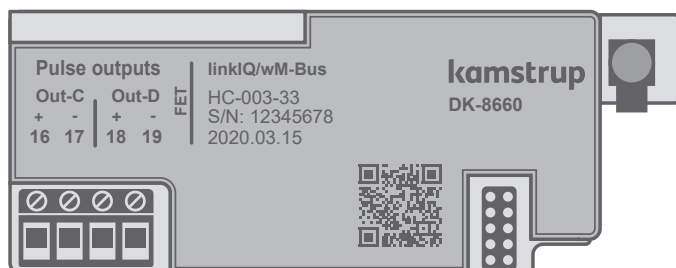 Pulse outputs
Out-C Out-D
+ - + -
16 17 18 19
FET
linkIQ/wM-Bus
HC-003-33
S/N: 12345678
2020.03.15
kamstrup
DK-8660